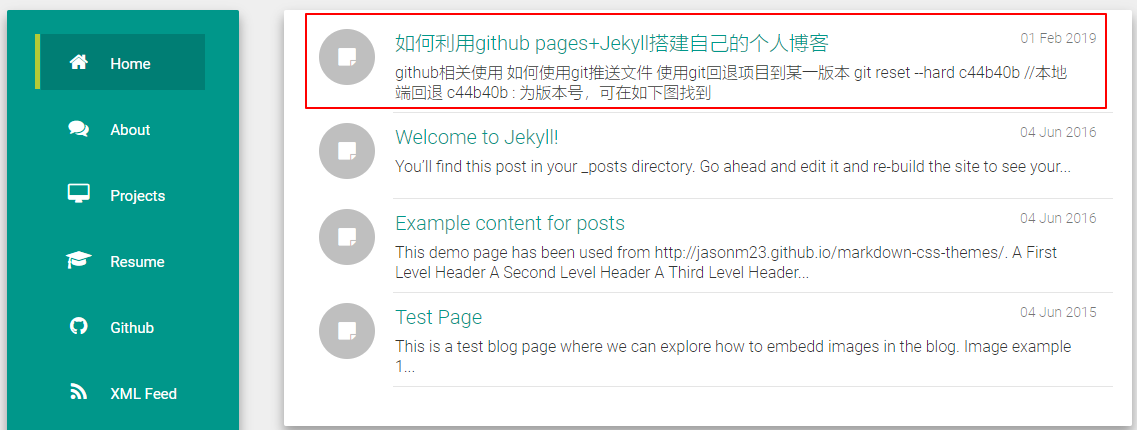 Home
About
Projects
Resume
Github
XML Feed
如何利用github pages+Jekyll搭建自己的个人博客
01 Feb 2019
github相关使用 如何使用git推送文件 使用git回退项目到某一版本 git reset --hard c44b40b //本地
端回退 c44b40b : 为版本号，可在如下图找到
Welcome to Jekyll!
04 Jun 2016
You’ll find this post in your _posts directory. Go ahead and edit it and re-build the site to see your...
Example content for posts
04 Jun 2016
This demo page has been used from http://jasonm23.github.io/markdown-css-themes/. A First
Level Header A Second Level Header A Third Level Header...
Test Page
04 Jun 2015
This is a test blog page where we can explore how to embedd images in the blog. Image example
1...